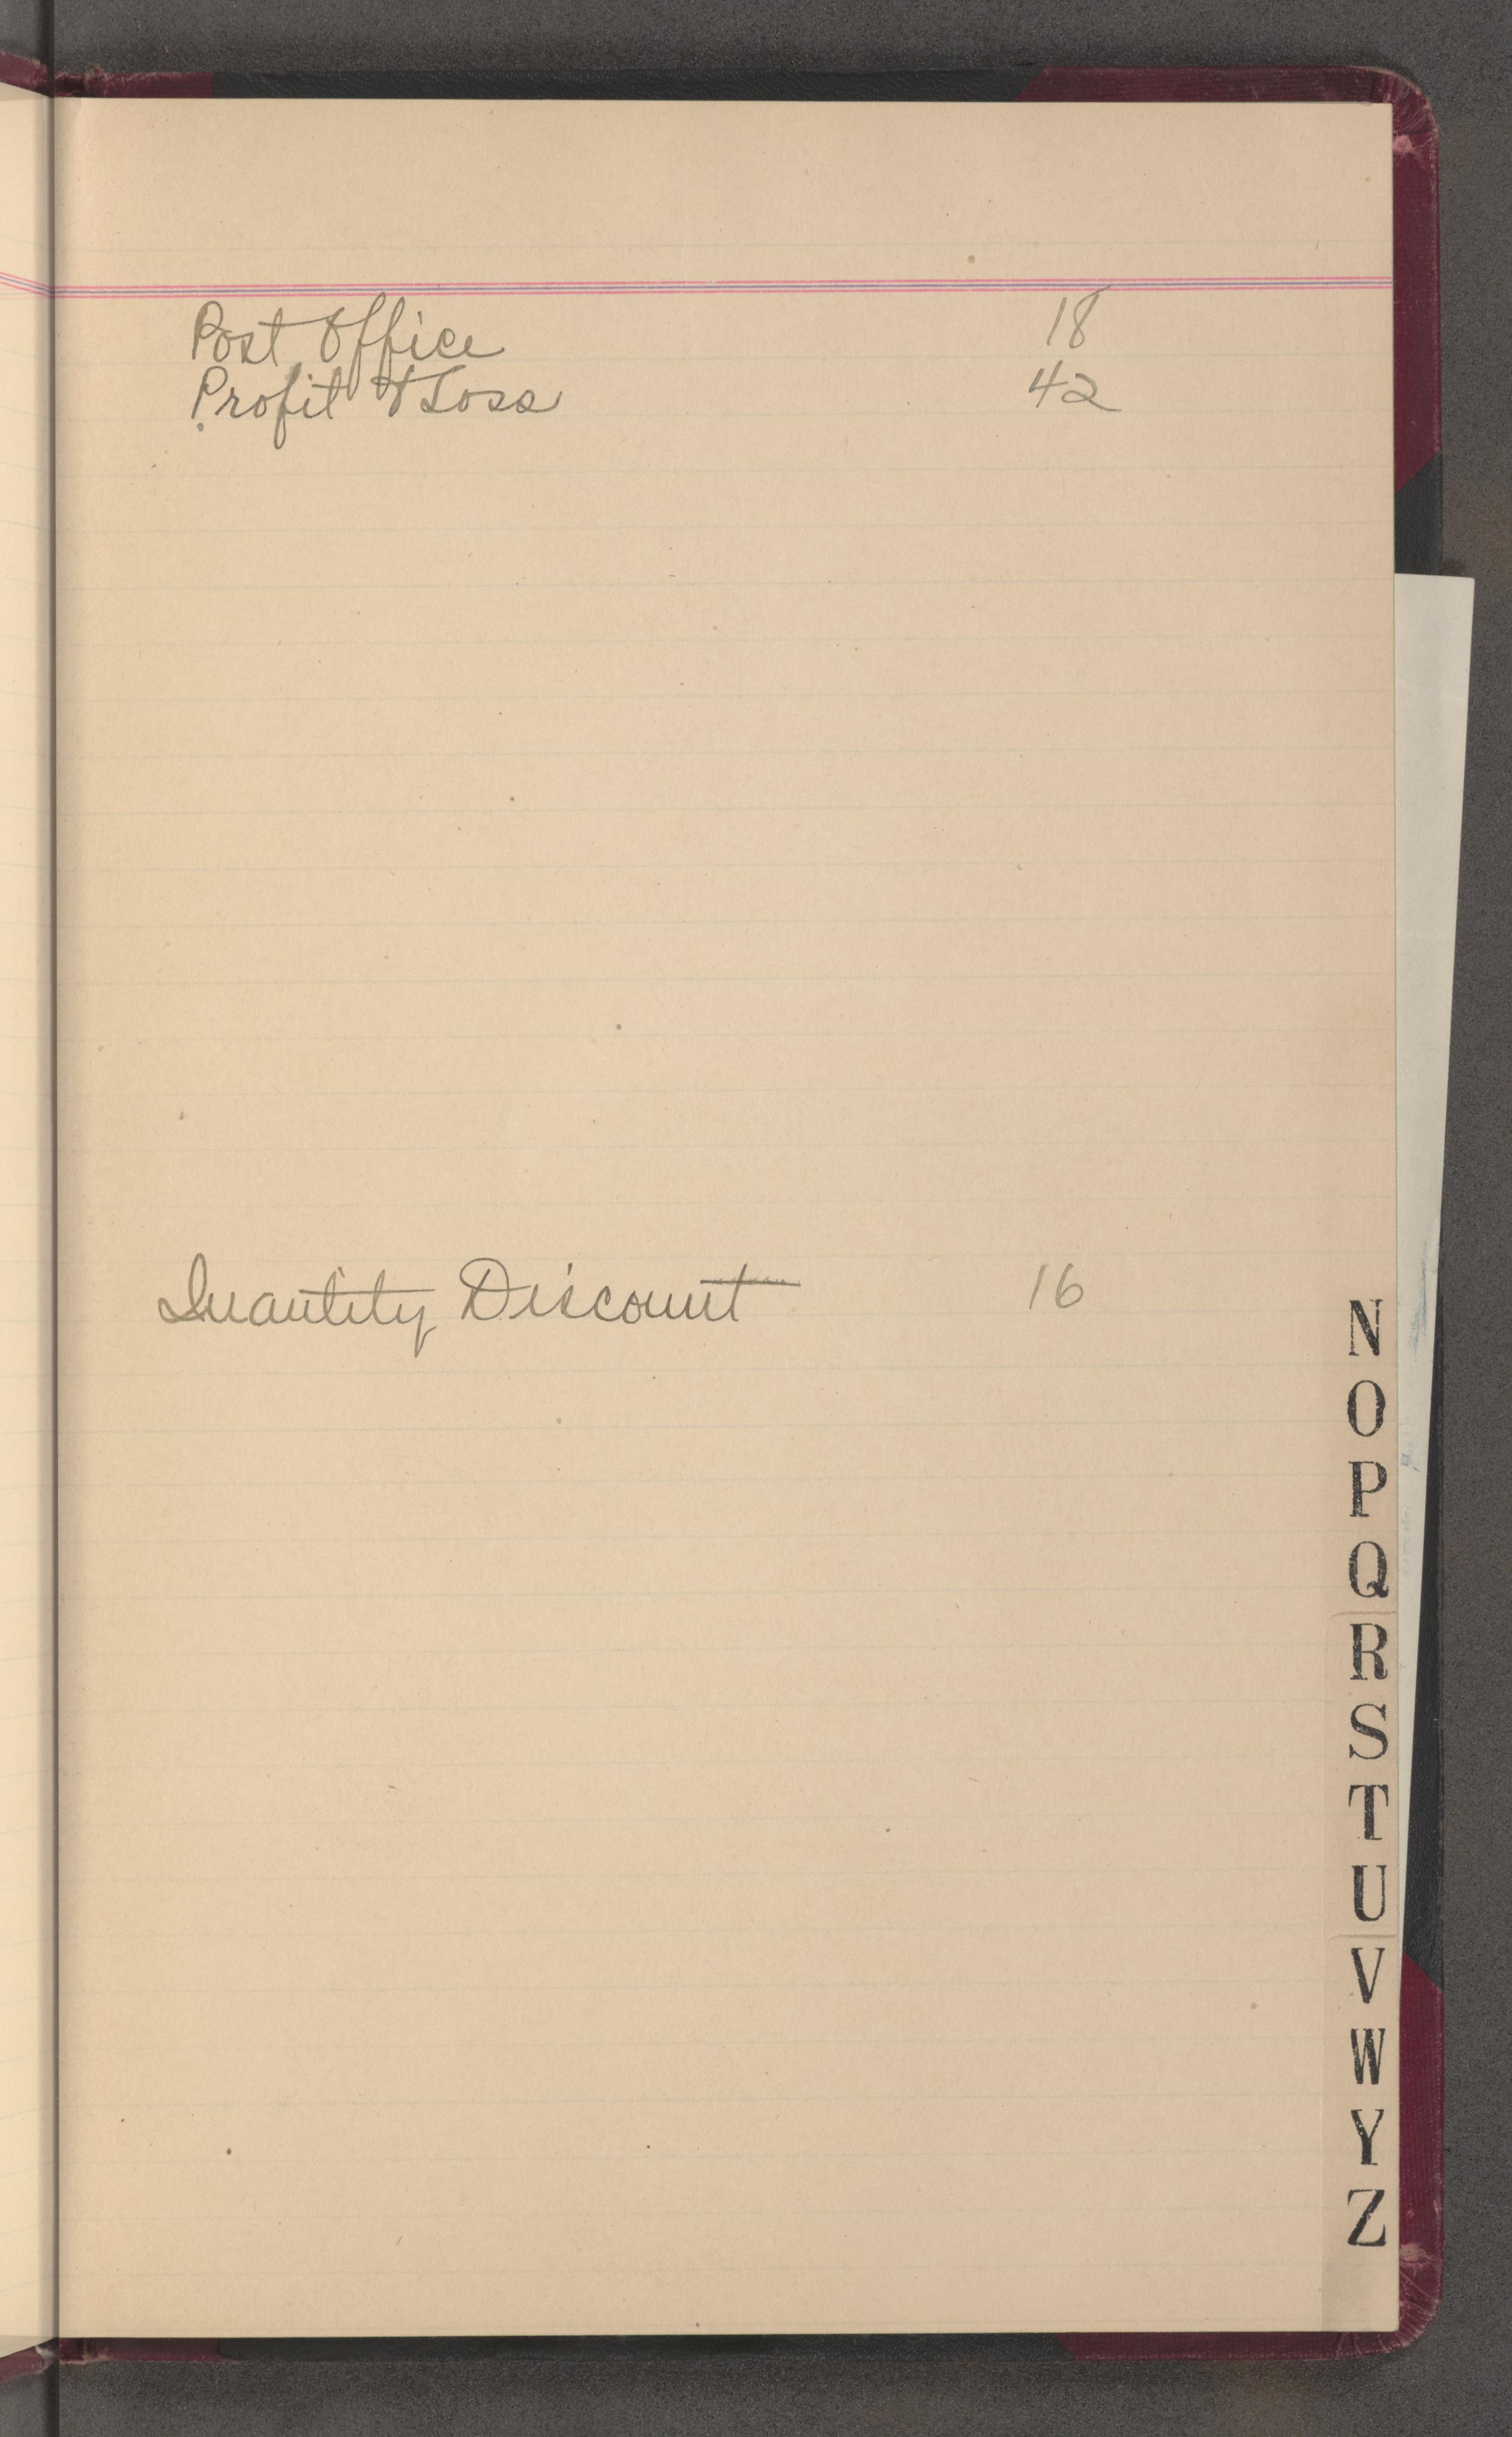 Post Office 18
Profit & Loss 42
Quantity Discount 16
N
O
P
Q
R
S
T
U
V
W
Y
Z